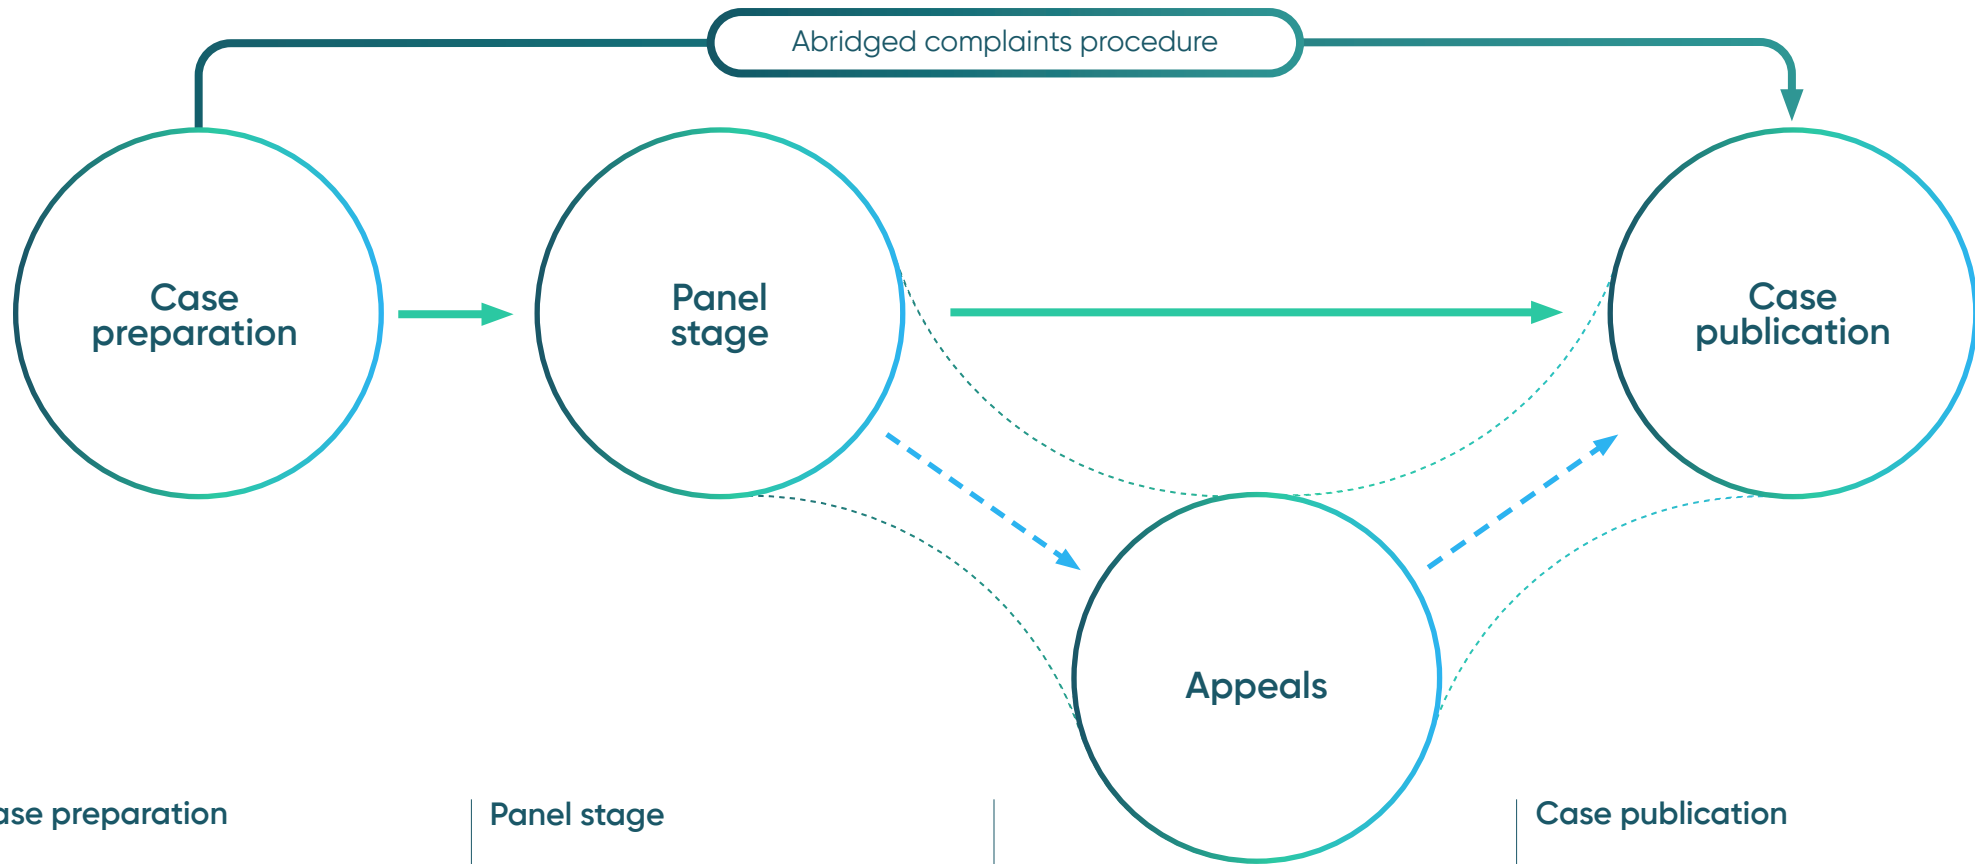 Abridged complaints procedure
Case
preparation
Panel
stage
Case
publication
Appeals
ase preparation
Panel stage
Case publication